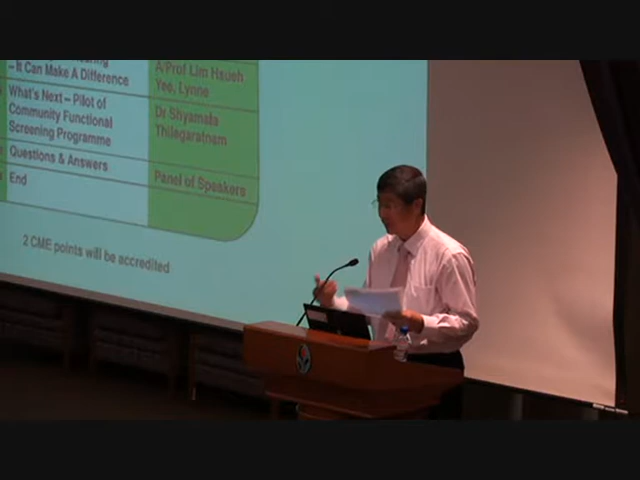 – It Can Make A Difference
A/Prof Lim Hsueh
Yee, Lynne
What's Next – Pilot of
Community Functional
Screening Programme
Dr Shyamala
Thilagaratnam
Questions & Answers
Panel of Speakers
End
2 CME points will be accredited